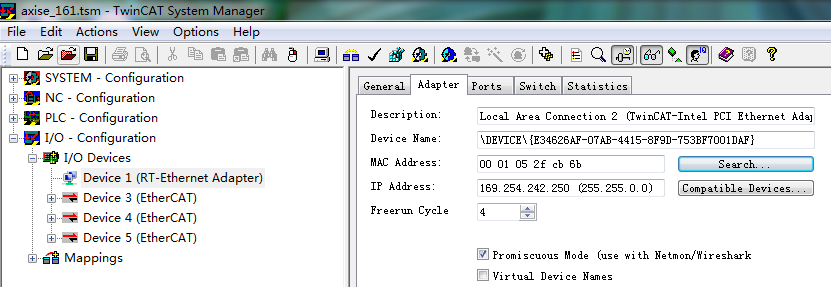 axise_161.tsm - TwinCAT System Manager
File Edit Actions View Options Help
SYSTEM - Configuration
NC - Configuration
PLC - Configuration
I/O - Configuration
I/O Devices
Device 1 (RT-Ethernet Adapter)
Device 3 (EtherCAT)
Device 4 (EtherCAT)
Device 5 (EtherCAT)
Mappings
General Adapter Ports Switch Statistics
Description: Local Area Connection 2 (TwinCAT-Intel PCI Ethernet Adap
Device Name: \DEVICE\{E34626AF-07AB-4415-8F9D-753BF7001DAF}
MAC Address: 00 01 05 2f cb 6b Search...
IP Address: 169.254.242.250 (255.255.0.0) Compatible Devices...
Freerun Cycle 4
Promiscuous Mode (use with Netmon/Wireshark
Virtual Device Names